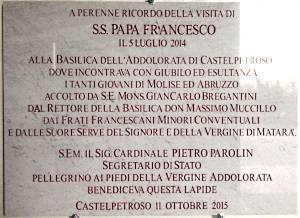 A PERENNE RICORDO DELLA VISITA DI
S.S. PAPA FRANCESCO
IL 5 LUGLIO 2014
ALLA BASILICA DELL'ADDOLORATA DI CASTELPETROSO
DOVE INCONTRAVA CON GIUBILO ED ESULTANZA
I TANTI GIOVANI DI MOLISE ED ABRUZZO
ACCOLTO DA S.E. MONS. GIANCARLO BREGANTINI
DAL RETTORE DELLA BASILICA DON MASSIMO MUCCILLO
DAI FRATI FRANCESCANI MINORI CONVENTUALI
E DALLE SUORE SERVE DEL SIGNORE E DELLA VERGINE DI MATARÀ.
S.EM. IL SIG. CARDINALE PIETRO PAROLIN
SEGRETARIO DI STATO
PELLEGRINO AI PIEDI DELLA VERGINE ADDOLORATA
BENEDICEVA QUESTA LAPIDE
CASTELPETROSO 11 OTTOBRE 2015